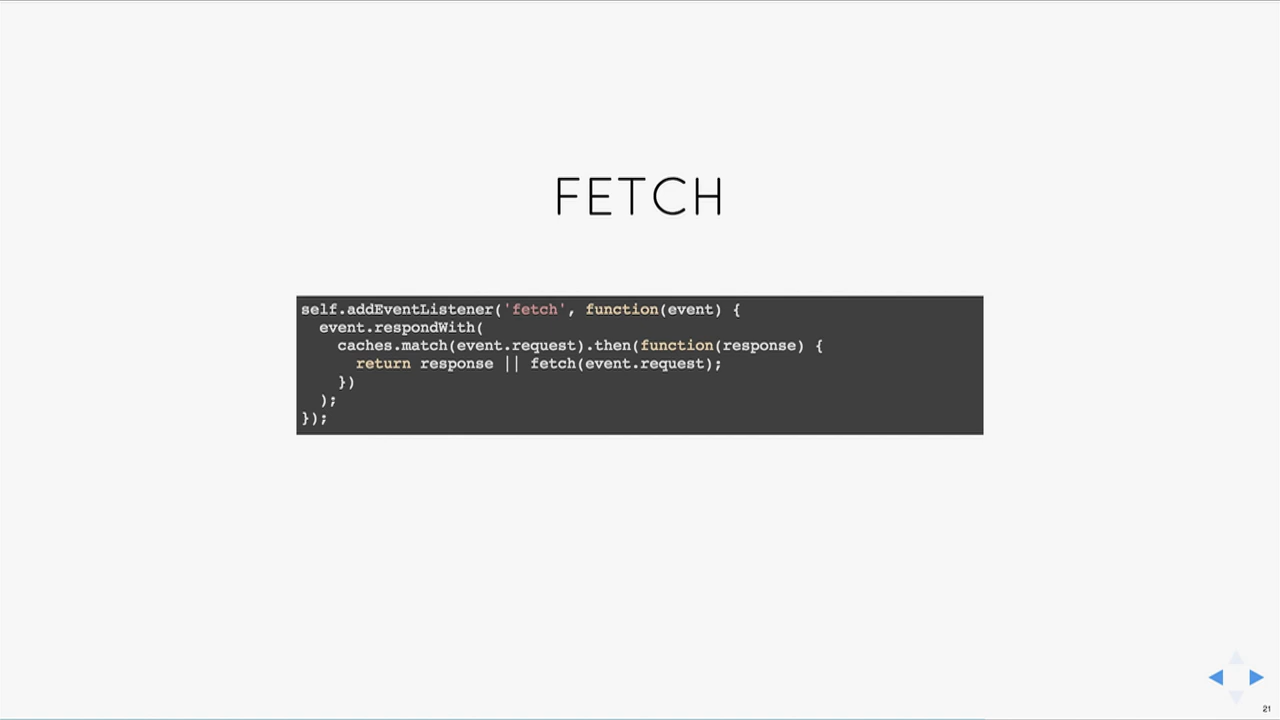 FETCH
self.addEventListener('fetch', function(event) {
  event.respondWith(
    caches.match(event.request).then(function(response) {
      return response || fetch(event.request);
    })
  );
});
21